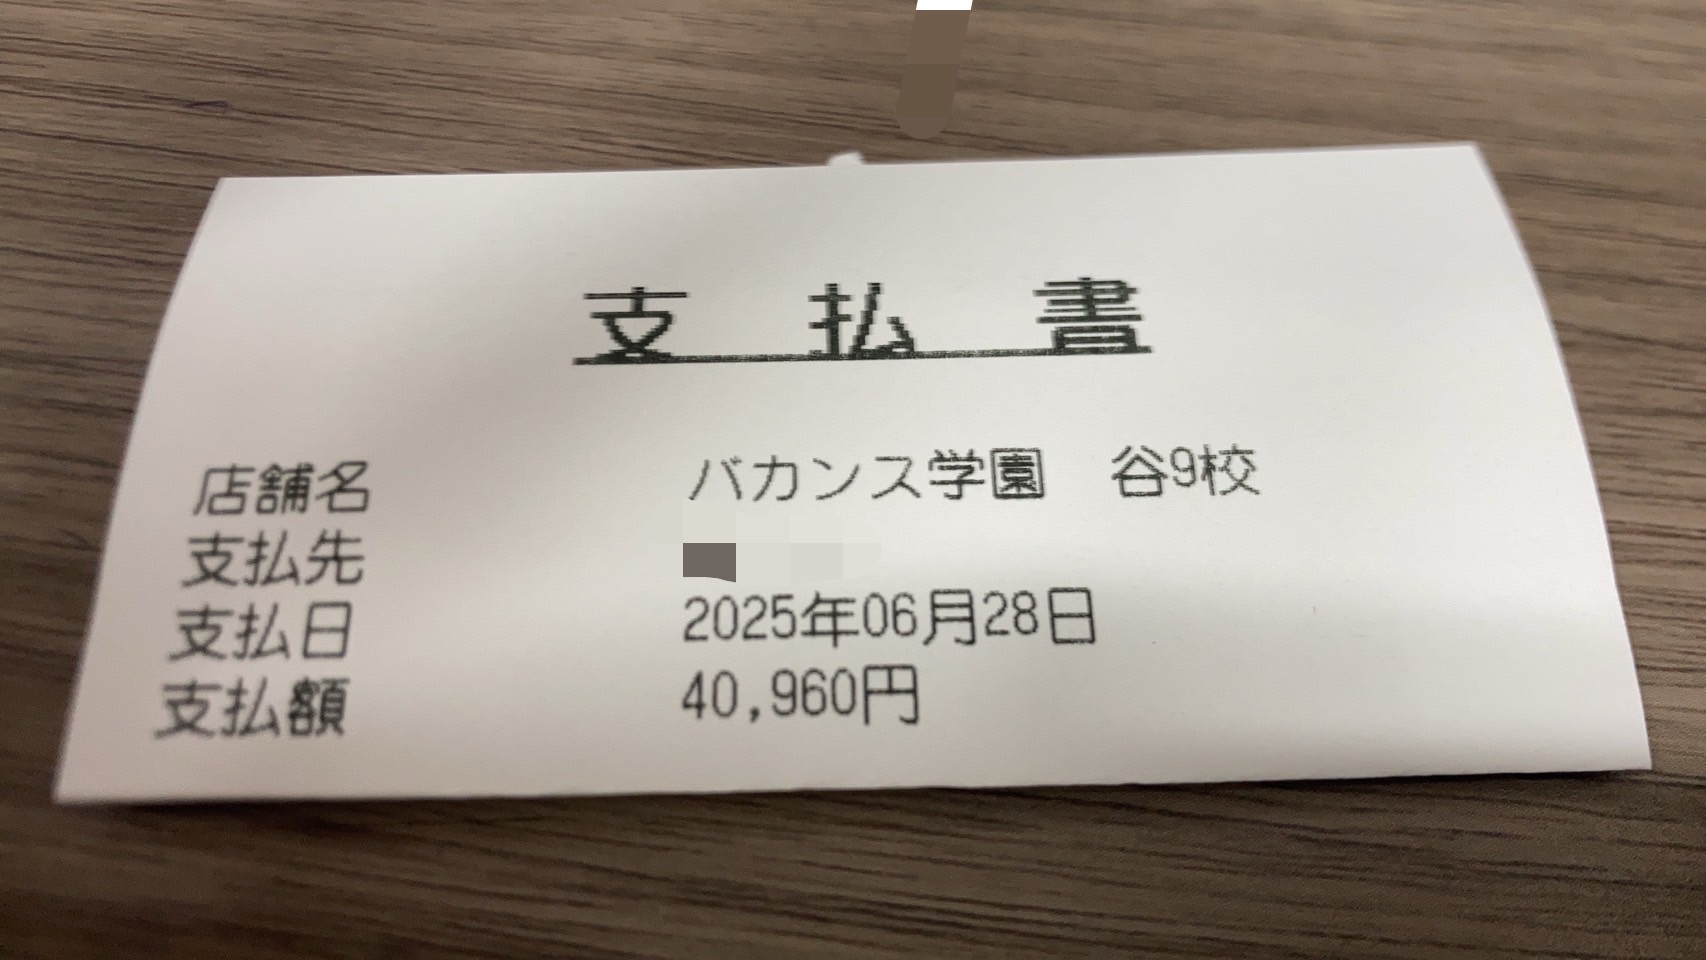 支払書
店舗名 バカンス学園 谷9校
支払先
支払日 2025年06月28日
支払額 40,960円